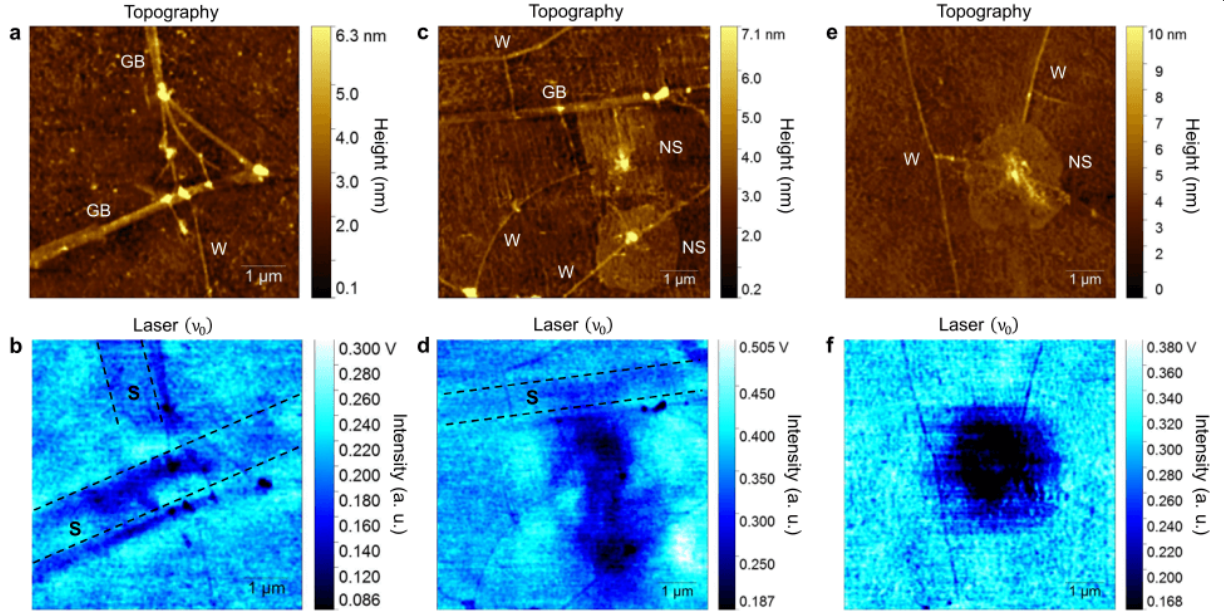 Topography
a
GB
GB
W
1 μm
6.3 nm
5.0
4.0
3.0
2.0
0.1
Height (nm)
Topography
c
W
GB
NS
W
W
NS
1 μm
7.1 nm
6.0
5.0
4.0
3.0
2.0
0.2
Height (nm)
Topography
e
W
W
NS
1 μm
10 nm
9
8
7
6
5
4
3
2
0
Height (nm)
Laser (ν₀)
b
S
S
1 μm
0.300 V
0.280
0.260
0.240
0.220
0.200
0.180
0.160
0.140
0.120
0.100
0.086
Intensity (a. u.)
Laser (ν₀)
d
S
1 μm
0.505 V
0.450
0.400
0.350
0.300
0.250
0.187
Intensity (a. u.)
Laser (ν₀)
f
1 μm
0.380 V
0.360
0.340
0.320
0.300
0.280
0.260
0.240
0.220
0.200
0.168
Intensity (a. u.)